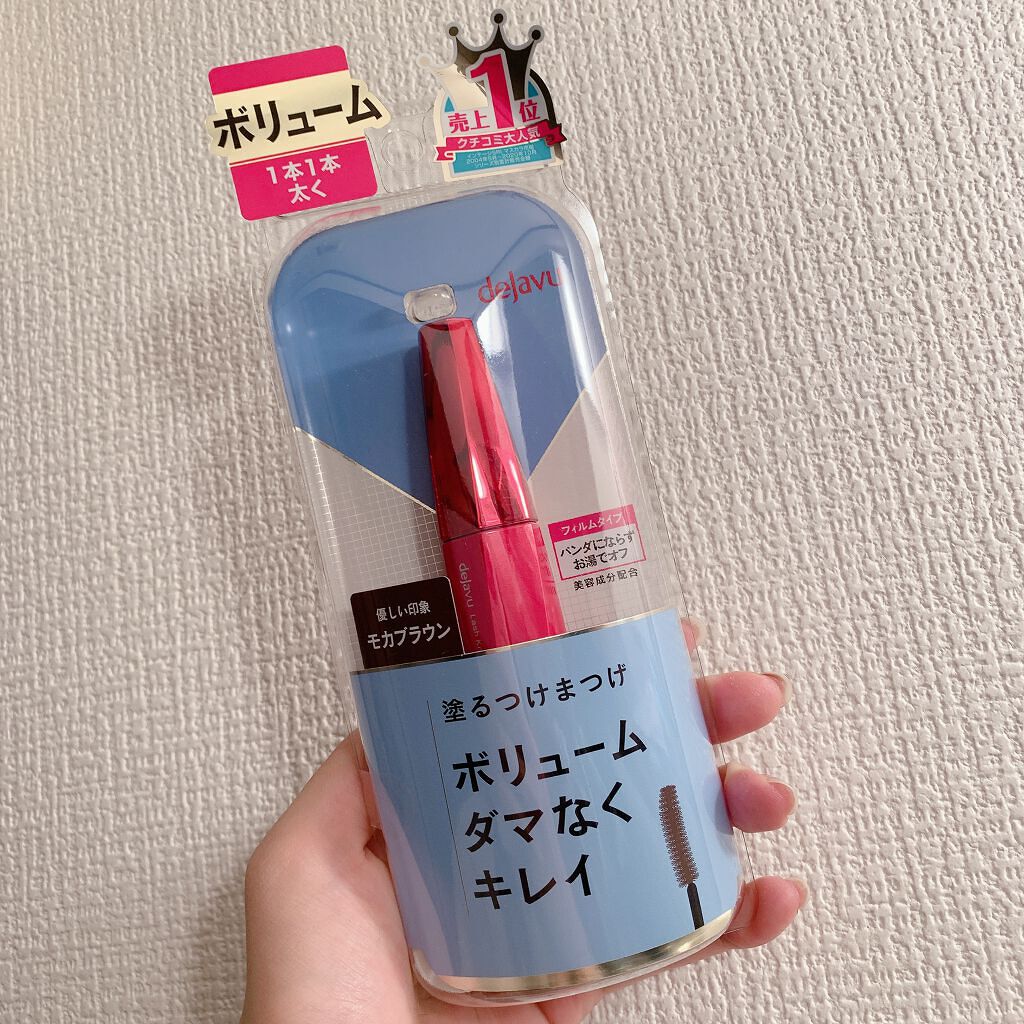 ボリューム
1本1本
太く
売上1位
クチコミ大人気
dejavu
フィルムタイプ
パンダにならず
お湯でオフ
美容成分配合
dejavu Lash
優しい印象
モカブラウン
塗るつけまつげ
ボリューム
ダマなく
キレイ